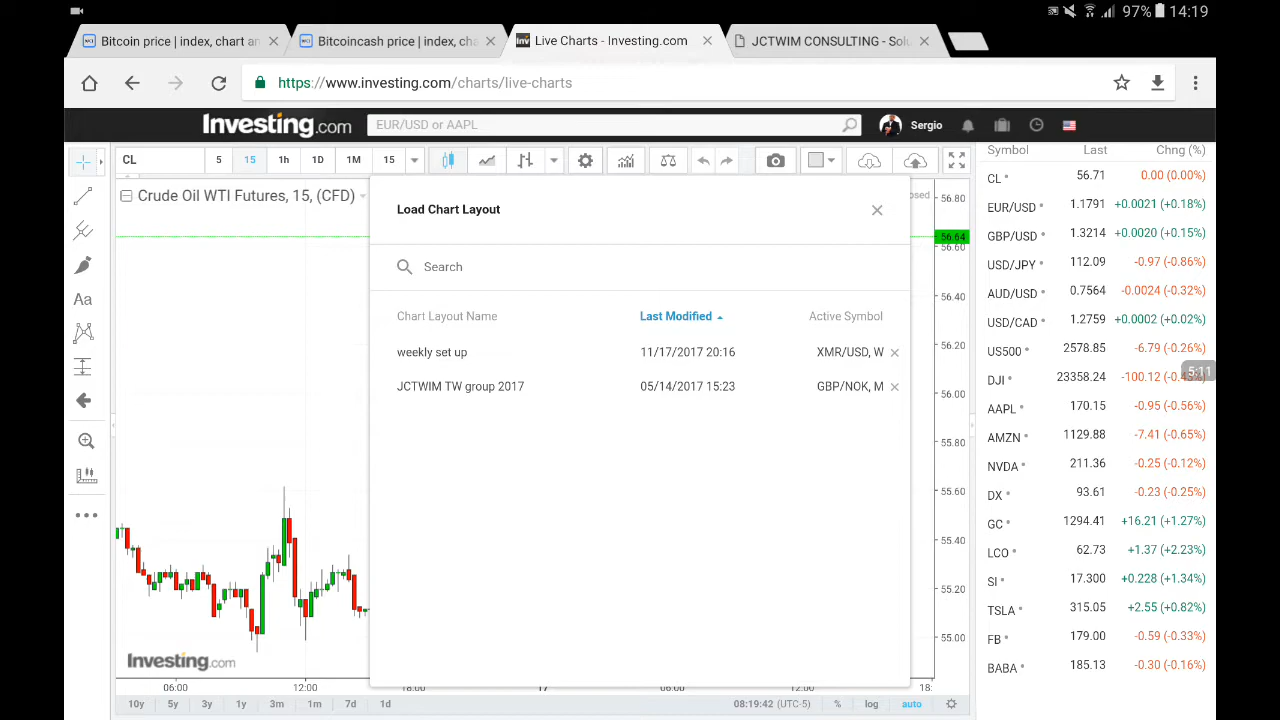 97% 14:19
Bitcoin price | index, chart an
Bitcoincash price | index, cha
Live Charts - Investing.com
JCTWIM CONSULTING - Solu
https://www.investing.com/charts/live-charts
Investing.com
EUR/USD or AAPL
Sergio
CL 5 15 1h 1D 1M 15
Crude Oil WTI Futures, 15, (CFD)
Aa
Load Chart Layout
Search
Chart Layout Name Last Modified Active Symbol
weekly set up 11/17/2017 20:16 XMR/USD, W
JCTWIM TW group 2017 05/14/2017 15:23 GBP/NOK, M
56.80
56.64
56.60
56.40
56.20
56.00
55.80
55.60
55.40
55.20
55.00
Symbol Last Chng (%)
CL 56.71 0.00 (0.00%)
EUR/USD 1.1791 +0.0021 (+0.18%)
GBP/USD 1.3214 +0.0020 (+0.15%)
USD/JPY 112.09 -0.97 (-0.86%)
AUD/USD 0.7564 -0.0024 (-0.32%)
USD/CAD 1.2759 +0.0002 (+0.02%)
US500 2578.85 -6.79 (-0.26%)
5:11
DJI 23358.24 -100.12
AAPL 170.15 -0.95 (-0.56%)
AMZN 1129.88 -7.41 (-0.65%)
NVDA 211.36 -0.25 (-0.12%)
DX 93.61 -0.23 (-0.25%)
GC 1294.41 +16.21 (+1.27%)
LCO 62.73 +1.37 (+2.23%)
SI 17.300 +0.228 (+1.34%)
TSLA 315.05 +2.55 (+0.82%)
FB 179.00 -0.59 (-0.33%)
BABA 185.13 -0.30 (-0.16%)
Investing.com
06:00 12:00 18:00 17 06:00 12:00 18:
10y 5y 3y 1y 3m 1m 7d 1d
08:19:42 (UTC-5) % log auto